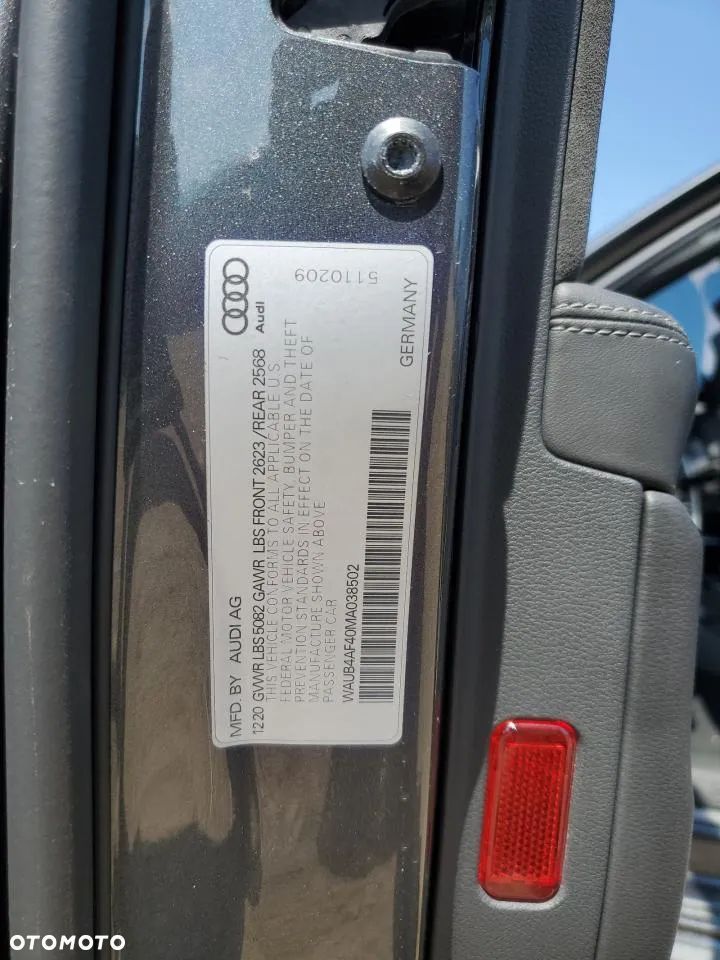 Audi
5110209
MFD. BY AUDI AG
1220 GVWR LBS 5082 GAWR LBS FRONT 2623 / REAR 2568
THIS VEHICLE CONFORMS TO ALL APPLICABLE U.S
FEDERAL MOTOR VEHICLE SAFETY, BUMPER AND THEFT
PREVENTION STANDARDS IN EFFECT ON THE DATE OF
MANUFACTURE SHOWN ABOVE
PASSENGER CAR
WAUB4AF40MA038502
GERMANY
OTOMOTO